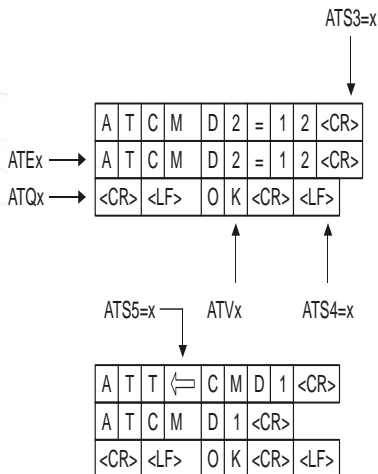 ATS3=x
A T C M D 2 = 1 2 <CR>
ATEx A T C M D 2 = 1 2 <CR>
ATQx <CR> <LF> O K <CR> <LF>
ATS5=x ATVx ATS4=x
A T T ⇦ C M D 1 <CR>
A T C M D 1 <CR>
<CR> <LF> O K <CR> <LF>